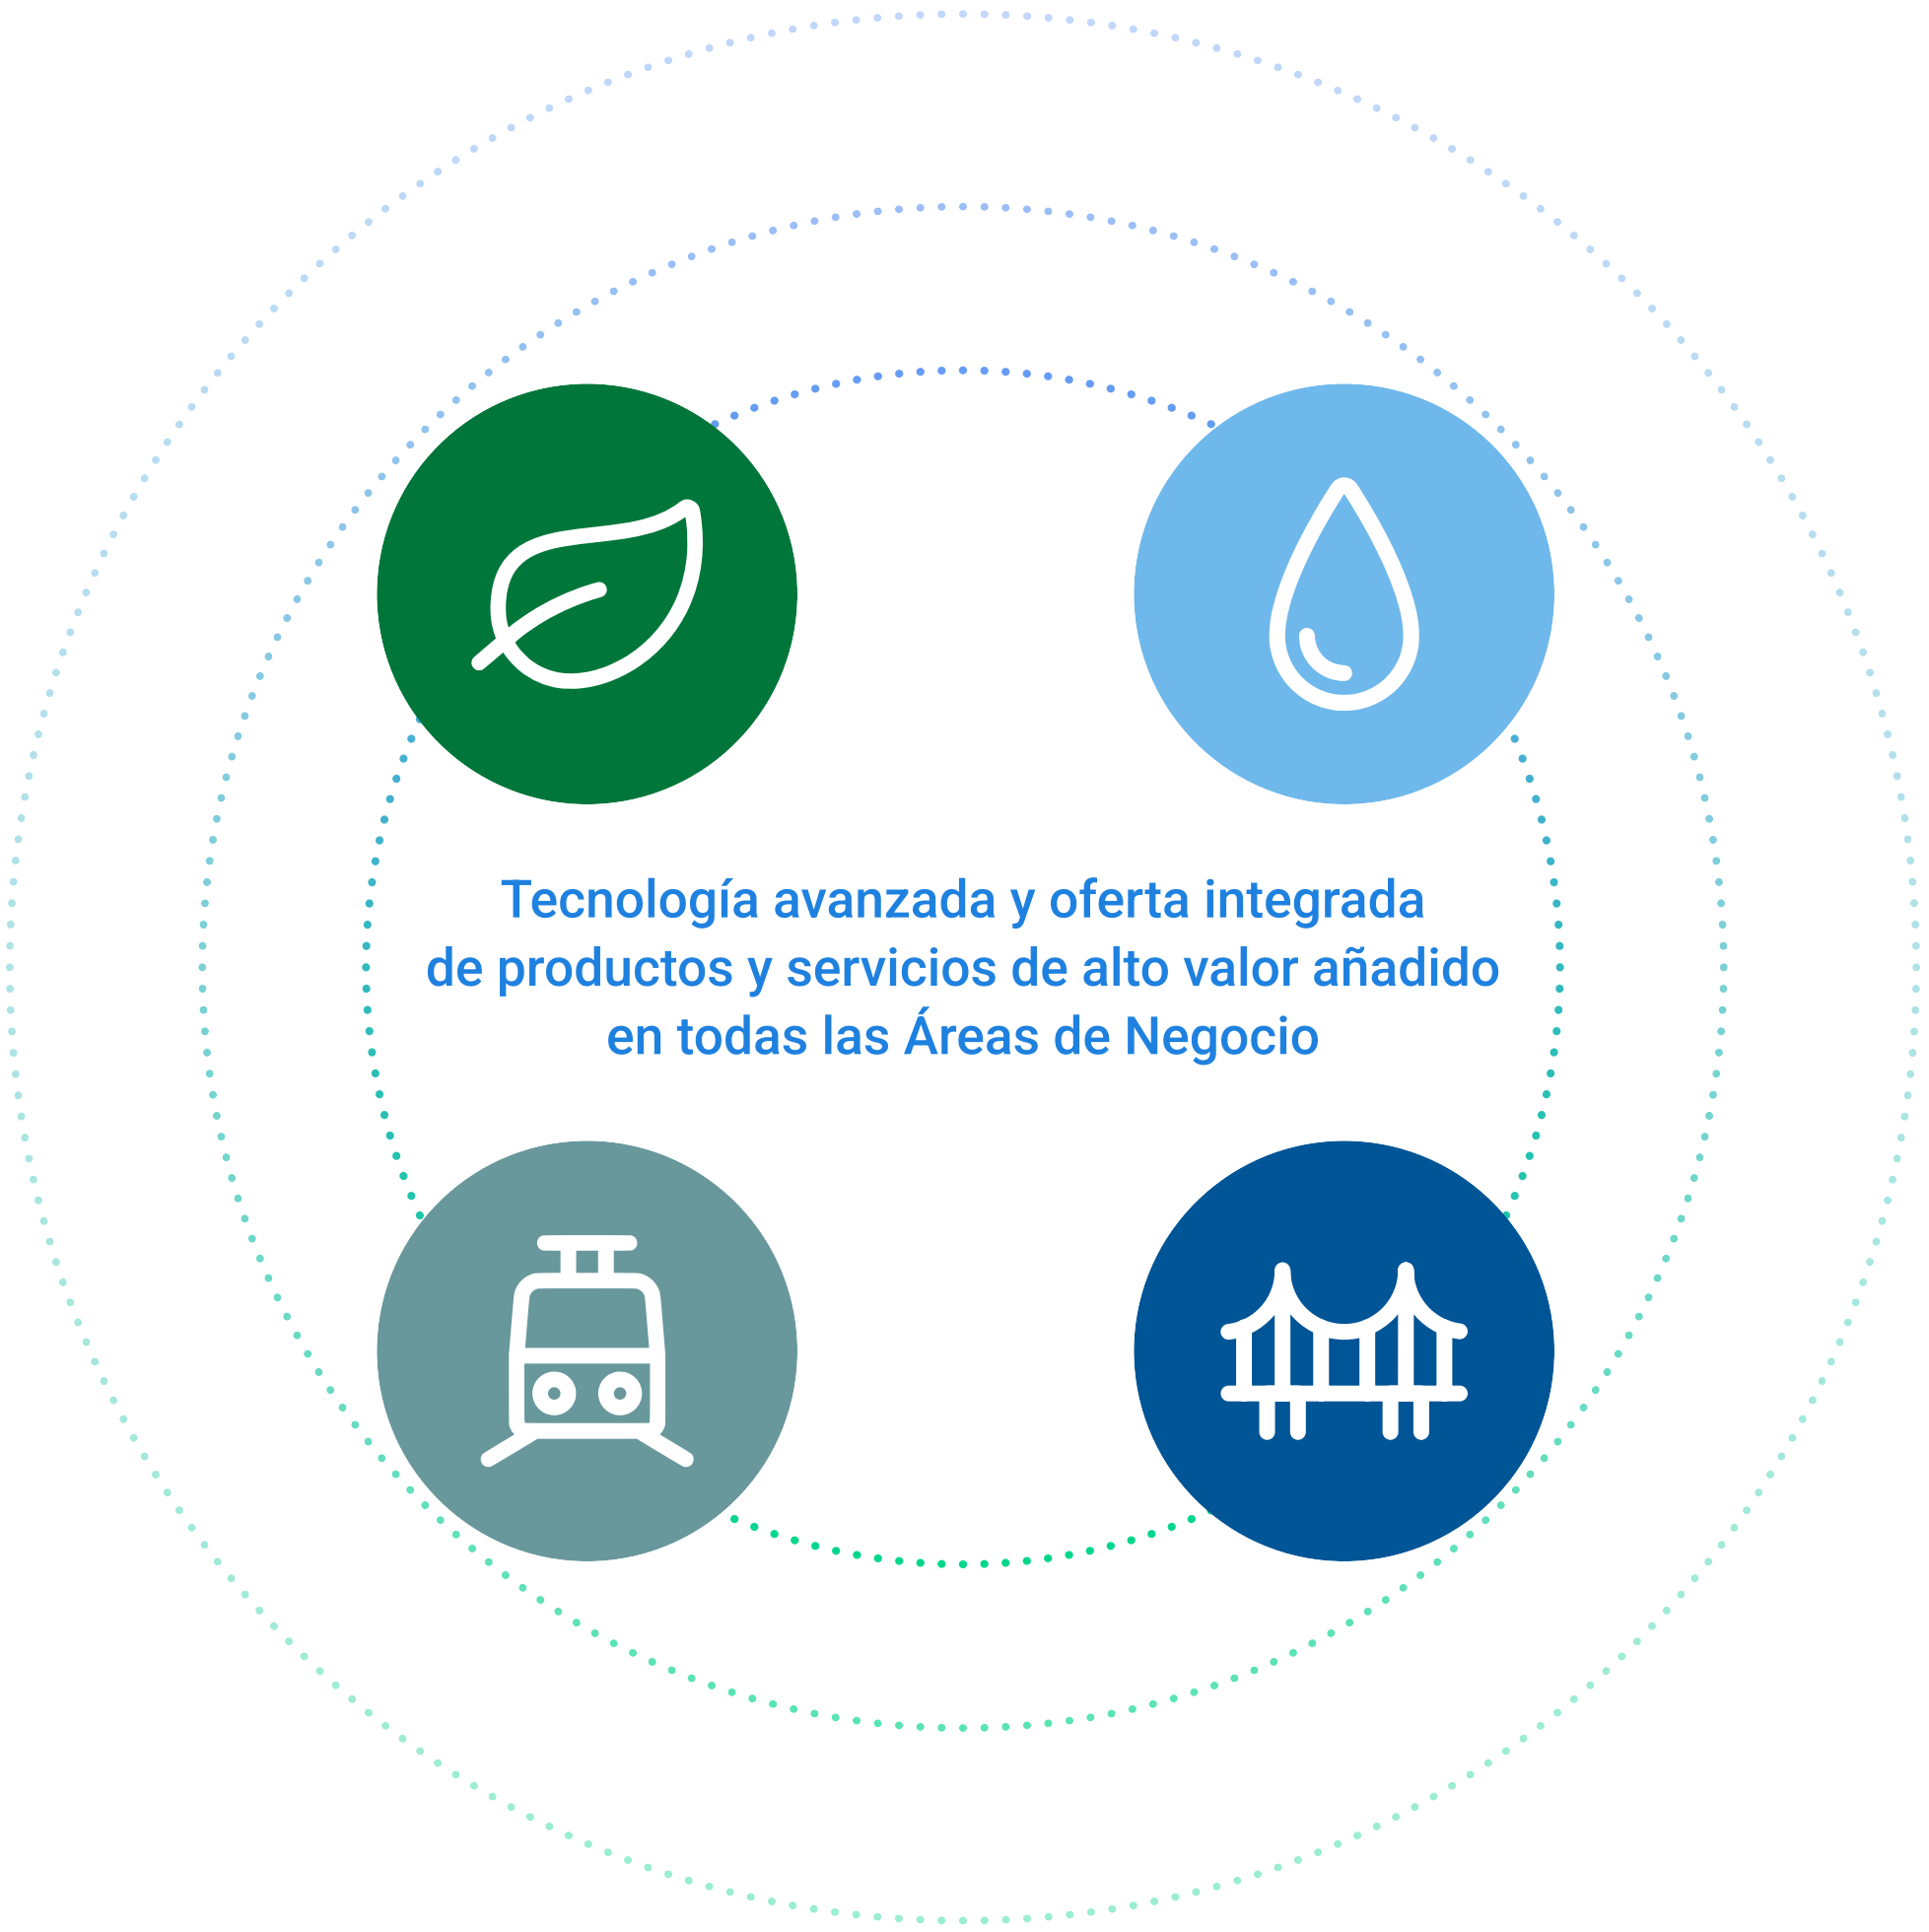 Tecnología avanzada y oferta integrada
de productos y servicios de alto valor añadido
en todas las Áreas de Negocio